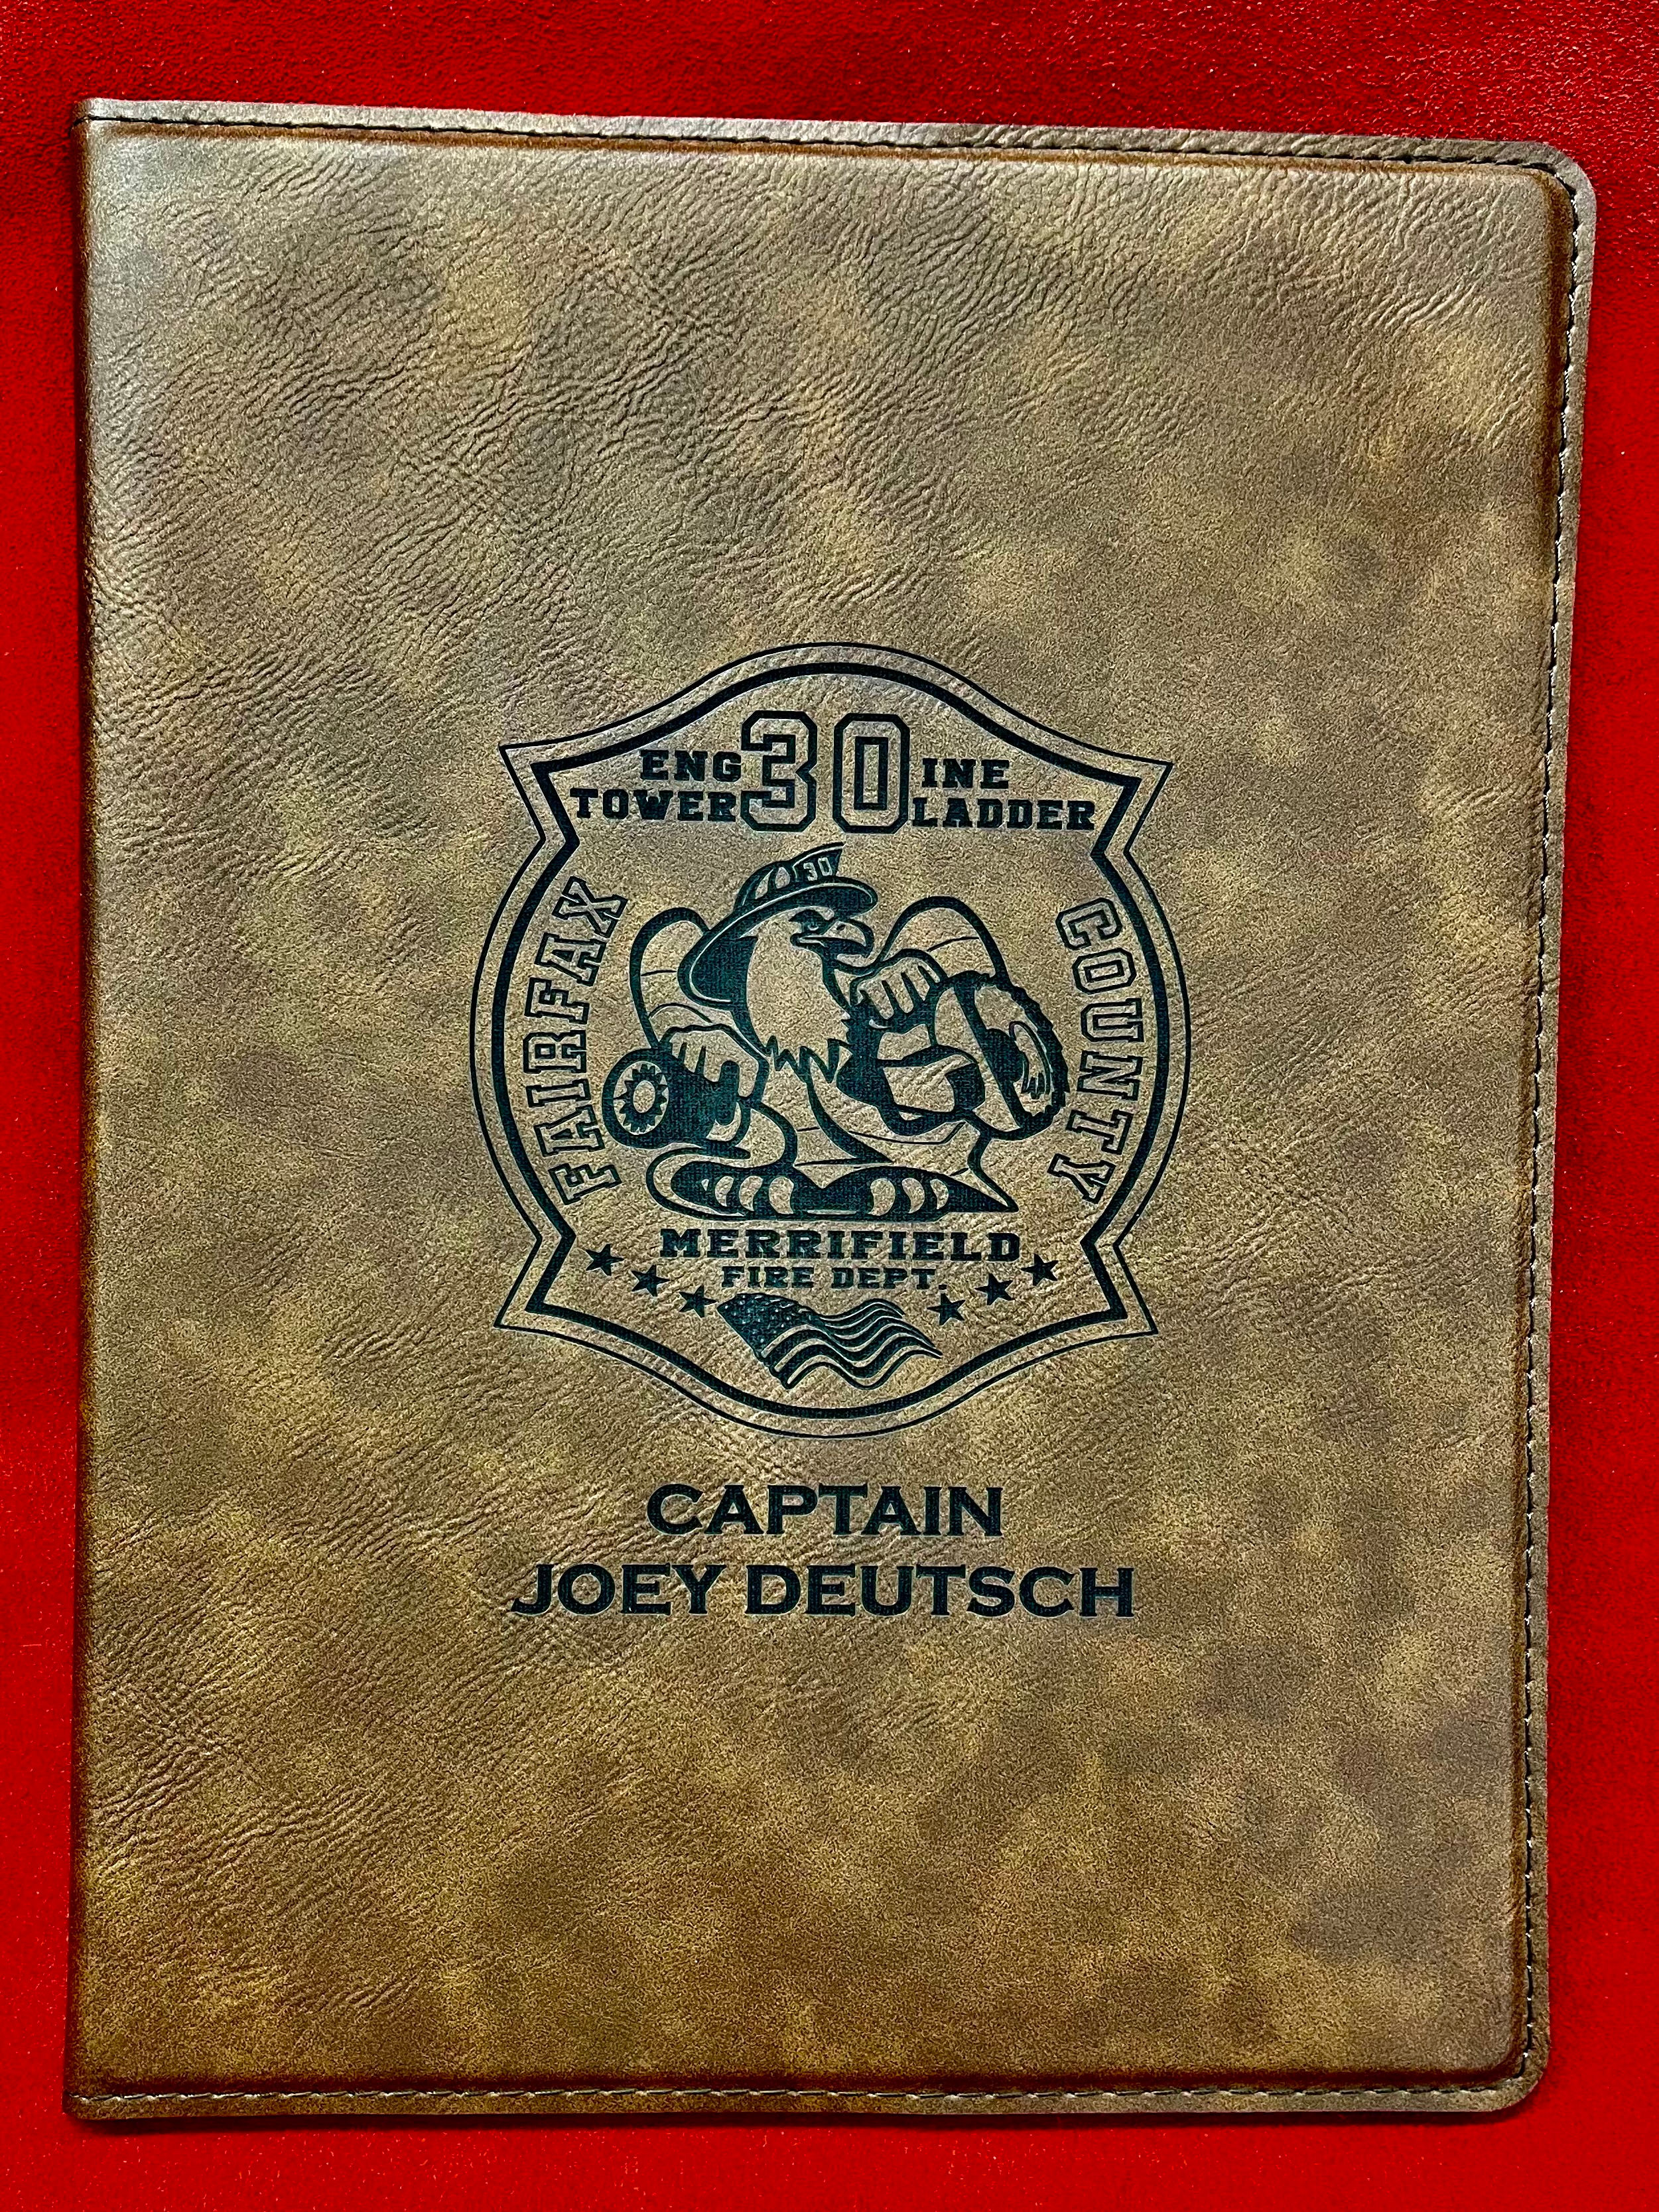 ENG 30 INE
TOWER LADDER
30
FAIRFAX
COUNTY
MERRIFIELD
FIRE DEPT.
CAPTAIN
JOEY DEUTSCH